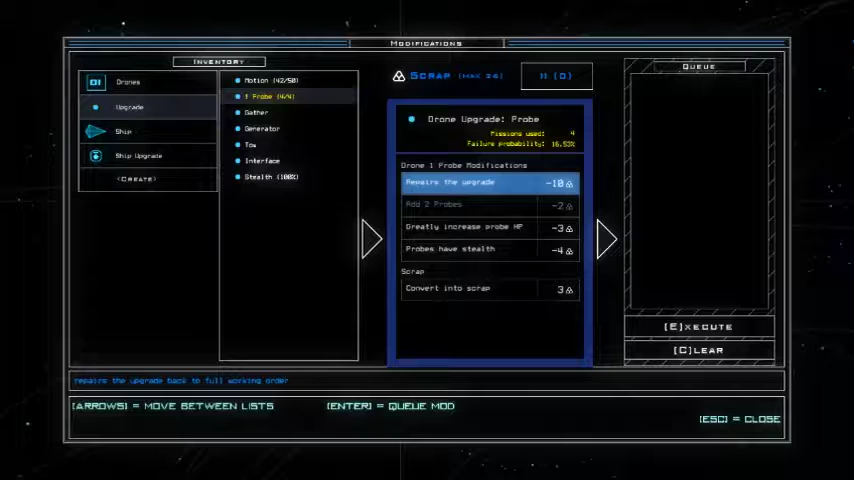 Modifications
Inventory
Drones
Upgrade
Ship
Ship Upgrade
<Create>
Motion (42/50)
! Probe (4/4)
Gather
Generator
Tow
Interface
Stealth (100%)
Scrap (max 26)
11 (0)
Drone Upgrade: Probe
Missions used: 4
Failure probability: 16.53%
Drone 1 Probe Modifications
Repairs the upgrade -10
Add 2 Probes -2
Greatly increase probe HP -3
Probes have stealth -4
Scrap
Convert into scrap 3
Queue
[E]xecute
[C]lear
repairs the upgrade back to full working order
[ARROWS] = MOVE BETWEEN LISTS
[ENTER] = QUEUE MOD
[ESC] = CLOSE